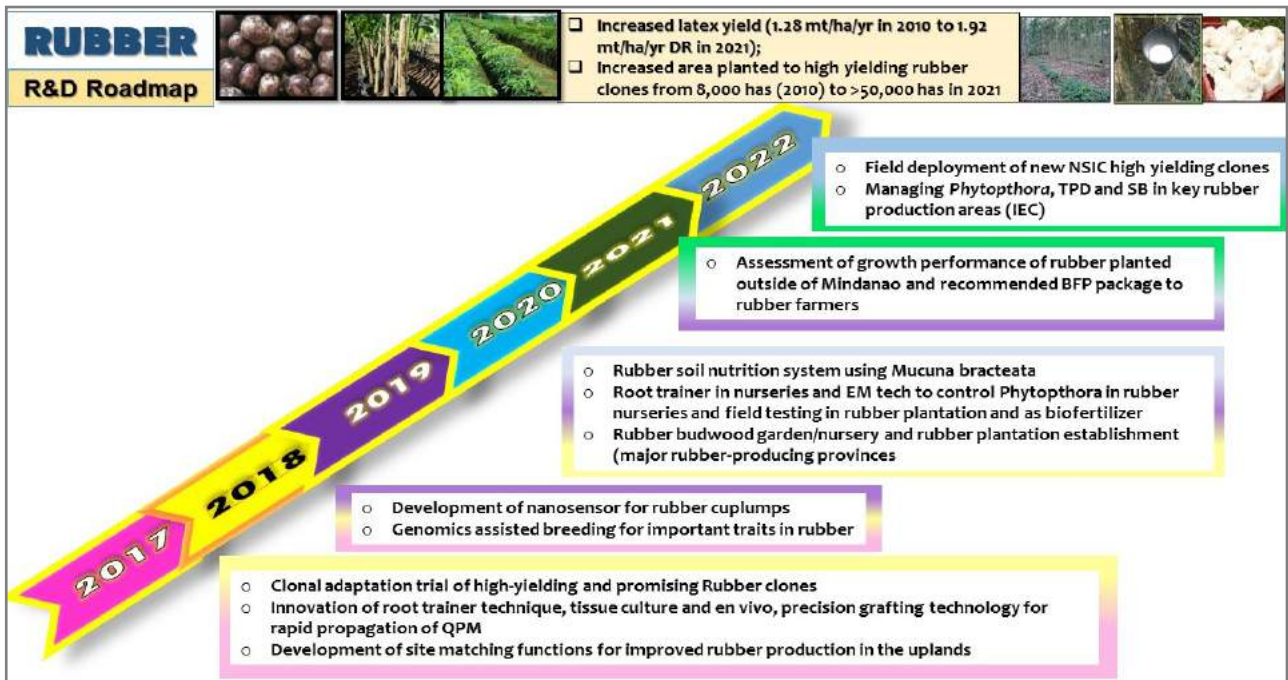 RUBBER
R&D Roadmap
❑ Increased latex yield (1.28 mt/ha/yr in 2010 to 1.92
mt/ha/yr DR in 2021);
❑ Increased area planted to high yielding rubber
clones from 8,000 has (2010) to >50,000 has in 2021
2022
○ Field deployment of new NSIC high yielding clones
○ Managing Phytopthora, TPD and SB in key rubber
production areas (IEC)
2021
○ Assessment of growth performance of rubber planted
outside of Mindanao and recommended BFP package to
rubber farmers
2020
2019
○ Rubber soil nutrition system using Mucuna bracteata
○ Root trainer in nurseries and EM tech to control Phytopthora in rubber
nurseries and field testing in rubber plantation and as biofertilizer
○ Rubber budwood garden/nursery and rubber plantation establishment
(major rubber-producing provinces
2018
○ Development of nanosensor for rubber cuplumps
○ Genomics assisted breeding for important traits in rubber
2017
○ Clonal adaptation trial of high-yielding and promising Rubber clones
○ Innovation of root trainer technique, tissue culture and en vivo, precision grafting technology for
rapid propagation of QPM
○ Development of site matching functions for improved rubber production in the uplands